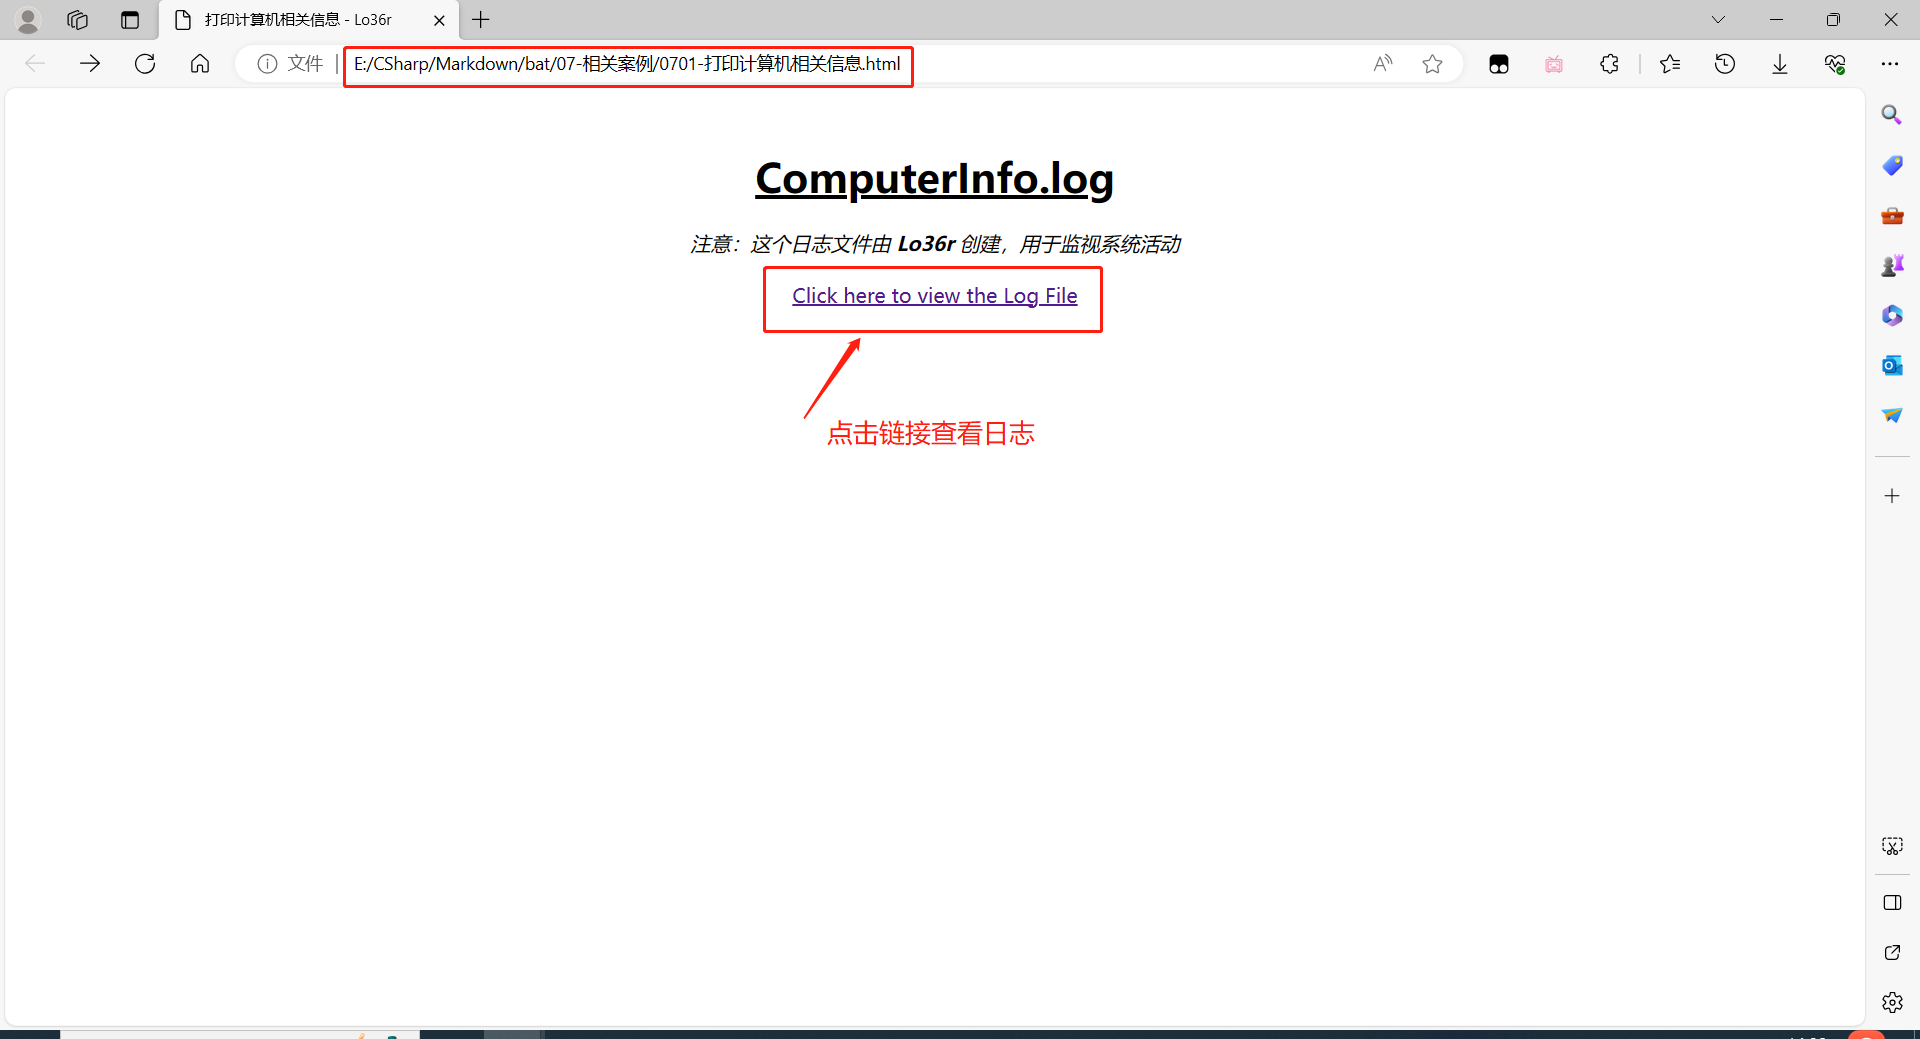 打印计算机相关信息 - Lo36r
文件
E:/CSharp/Markdown/bat/07-相关案例/0701-打印计算机相关信息.html
ComputerInfo.log
注意：这个日志文件由 Lo36r 创建，用于监视系统活动
Click here to view the Log File
点击链接查看日志